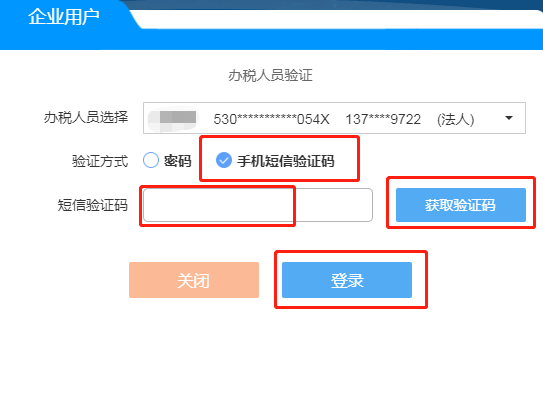 企业用户
办税人员验证
办税人员选择 530***********054X 137****9722 (法人)
验证方式 密码 手机短信验证码
短信验证码 获取验证码
关闭 登录